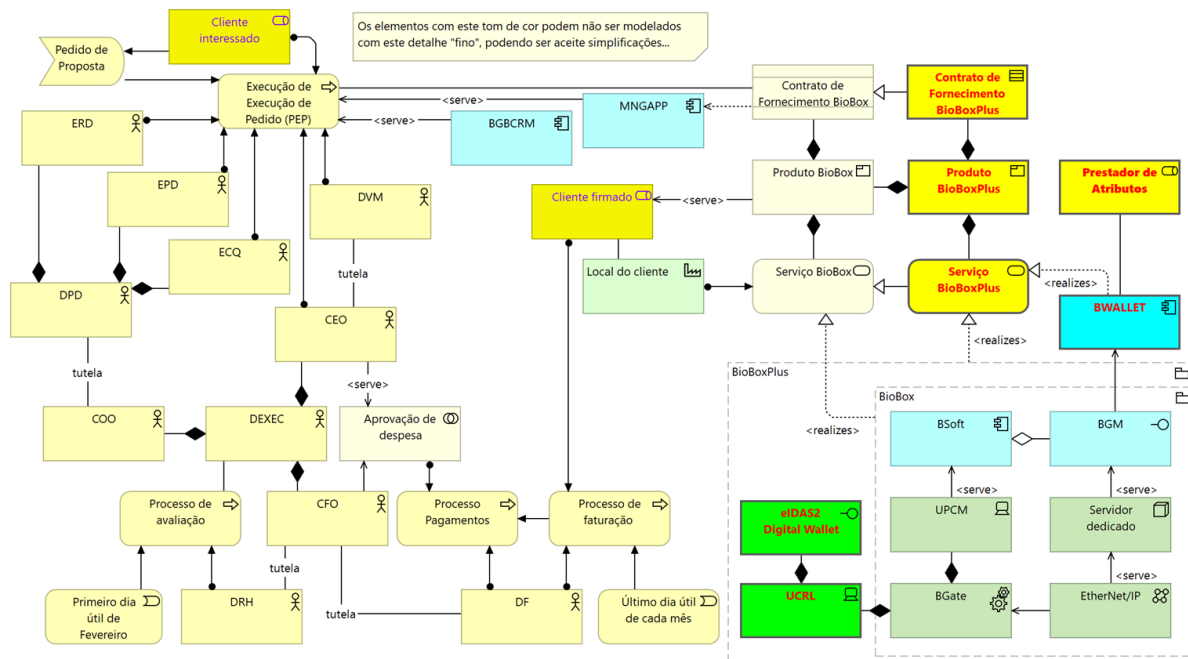 Cliente
interessado
Os elementos com este tom de cor podem não ser modelados
com este detalhe "fino", podendo ser aceite simplificações...
Pedido de
Proposta
Execução de
Execução de
Pedido (PEP)
<serve>
<serve>
MNGAPP
BGBCRM
Contrato de
Fornecimento BioBox
Contrato de
Fornecimento
BioBoxPlus
ERD
EPD
ECQ
DVM
Cliente firmado
<serve>
Produto BioBox
Produto
BioBoxPlus
Prestador de
Atributos
DPD
tutela
CEO
Local do cliente
Serviço BioBox
Serviço
BioBoxPlus
<realizes>
BWALLET
<realizes>
tutela
<serve>
BioBoxPlus
BioBox
COO
DEXEC
Aprovação de
despesa
<realizes>
BSoft
BGM
Processo de
avaliação
CFO
Processo
Pagamentos
Processo de
faturação
<serve>
<serve>
eIDAS2
Digital Wallet
UPCM
Servidor
dedicado
tutela
tutela
<serve>
Primeiro dia
útil de
Fevereiro
DRH
DF
Último dia útil
de cada mês
UCRL
BGate
EtherNet/IP